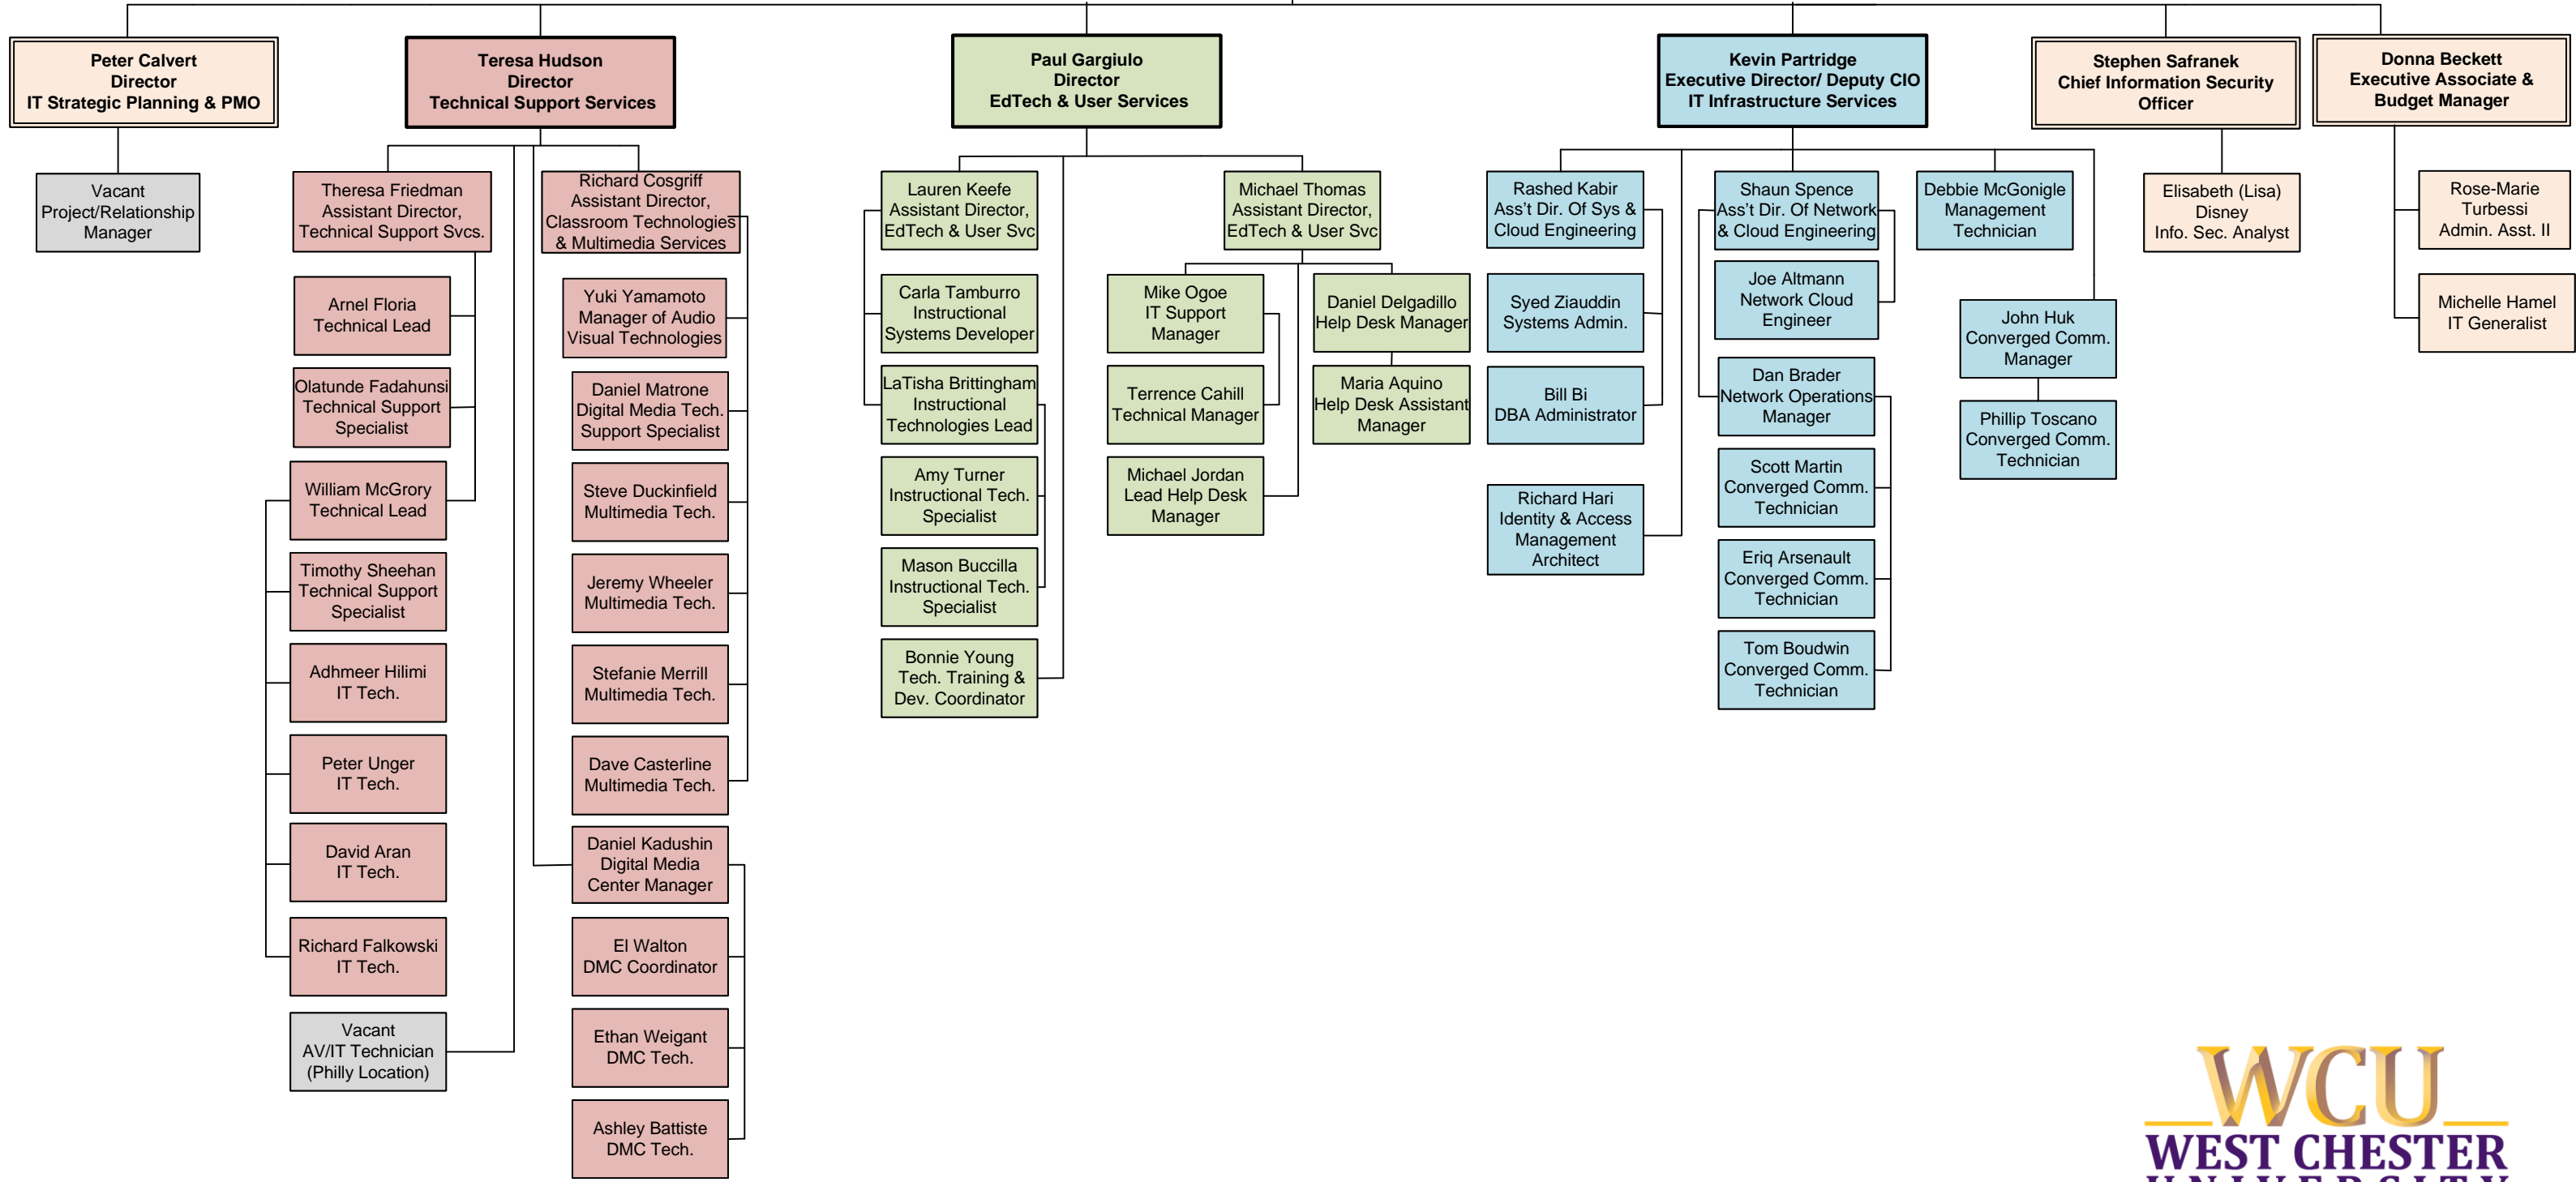 Peter Calvert
Director
IT Strategic Planning & PMO
Teresa Hudson
Director
Technical Support Services
Paul Gargiulo
Director
EdTech & User Services
Kevin Partridge
Executive Director/ Deputy CIO
IT Infrastructure Services
Stephen Safranek
Chief Information Security
Officer
Donna Beckett
Executive Associate &
Budget Manager
Vacant
Project/Relationship
Manager
Theresa Friedman
Assistant Director,
Technical Support Svcs.
Arnel Floria
Technical Lead
Olatunde Fadahunsi
Technical Support
Specialist
William McGrory
Technical Lead
Timothy Sheehan
Technical Support
Specialist
Adhmeer Hilimi
IT Tech.
Peter Unger
IT Tech.
David Aran
IT Tech.
Richard Falkowski
IT Tech.
Vacant
AV/IT Technician
(Philly Location)
Richard Cosgriff
Assistant Director,
Classroom Technologies
& Multimedia Services
Yuki Yamamoto
Manager of Audio
Visual Technologies
Daniel Matrone
Digital Media Tech.
Support Specialist
Steve Duckinfield
Multimedia Tech.
Jeremy Wheeler
Multimedia Tech.
Stefanie Merrill
Multimedia Tech.
Dave Casterline
Multimedia Tech.
Daniel Kadushin
Digital Media
Center Manager
El Walton
DMC Coordinator
Ethan Weigant
DMC Tech.
Ashley Battiste
DMC Tech.
Lauren Keefe
Assistant Director,
EdTech & User Svc
Carla Tamburro
Instructional
Systems Developer
LaTisha Brittingham
Instructional
Technologies Lead
Amy Turner
Instructional Tech.
Specialist
Mason Buccilla
Instructional Tech.
Specialist
Bonnie Young
Tech. Training &
Dev. Coordinator
Michael Thomas
Assistant Director,
EdTech & User Svc
Mike Ogoe
IT Support
Manager
Terrence Cahill
Technical Manager
Michael Jordan
Lead Help Desk
Manager
Daniel Delgadillo
Help Desk Manager
Maria Aquino
Help Desk Assistant
Manager
Rashed Kabir
Ass't Dir. Of Sys &
Cloud Engineering
Syed Ziauddin
Systems Admin.
Bill Bi
DBA Administrator
Richard Hari
Identity & Access
Management
Architect
Shaun Spence
Ass't Dir. Of Network
& Cloud Engineering
Joe Altmann
Network Cloud
Engineer
Dan Brader
Network Operations
Manager
Scott Martin
Converged Comm.
Technician
Eriq Arsenault
Converged Comm.
Technician
Tom Boudwin
Converged Comm.
Technician
Debbie McGonigle
Management
Technician
John Huk
Converged Comm.
Manager
Phillip Toscano
Converged Comm.
Technician
Elisabeth (Lisa)
Disney
Info. Sec. Analyst
Rose-Marie
Turbessi
Admin. Asst. II
Michelle Hamel
IT Generalist
WCU
WEST CHESTER
UNIVERSITY